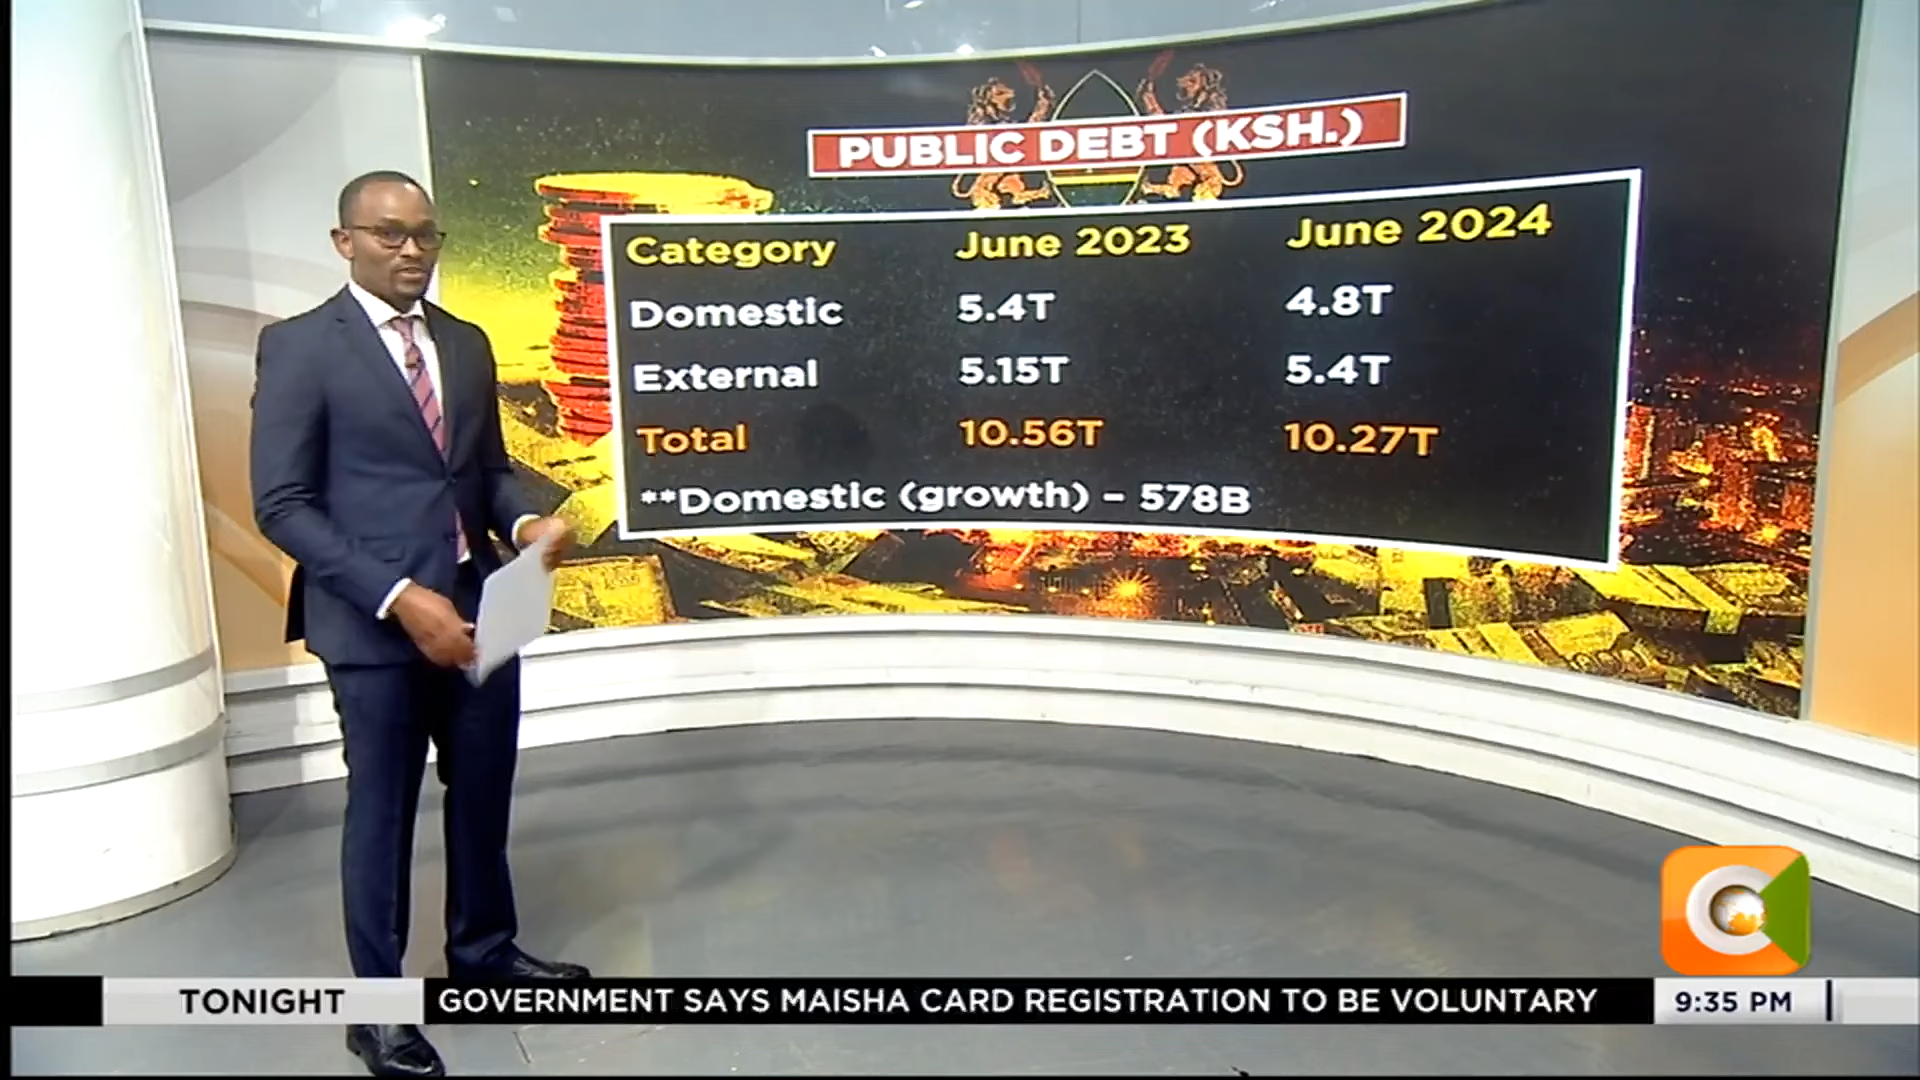 PUBLIC DEBT (KSH.)
Category June 2023 June 2024
Domestic 5.4T 4.8T
External 5.15T 5.4T
Total 10.56T 10.27T
**Domestic (growth) – 578B
TONIGHT GOVERNMENT SAYS MAISHA CARD REGISTRATION TO BE VOLUNTARY 9:35 PM